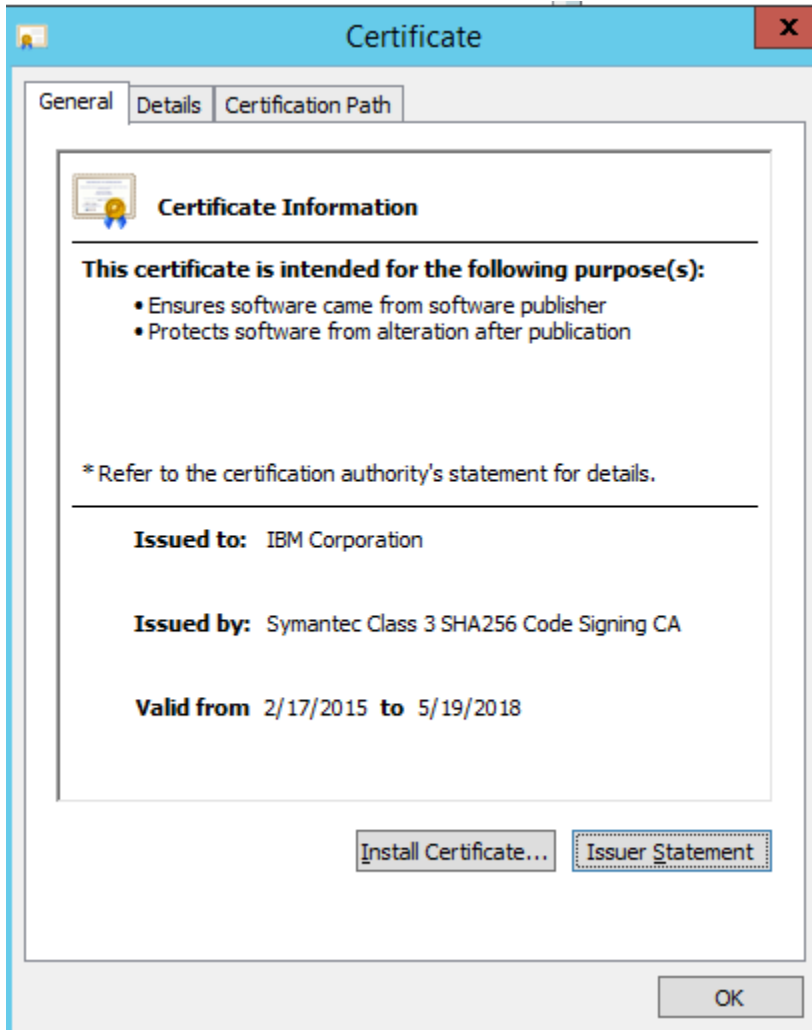 Certificate
x
General Details Certification Path
Certificate Information
This certificate is intended for the following purpose(s):
• Ensures software came from software publisher
• Protects software from alteration after publication
* Refer to the certification authority's statement for details.
Issued to: IBM Corporation
Issued by: Symantec Class 3 SHA256 Code Signing CA
Valid from 2/17/2015 to 5/19/2018
Install Certificate... Issuer Statement
OK